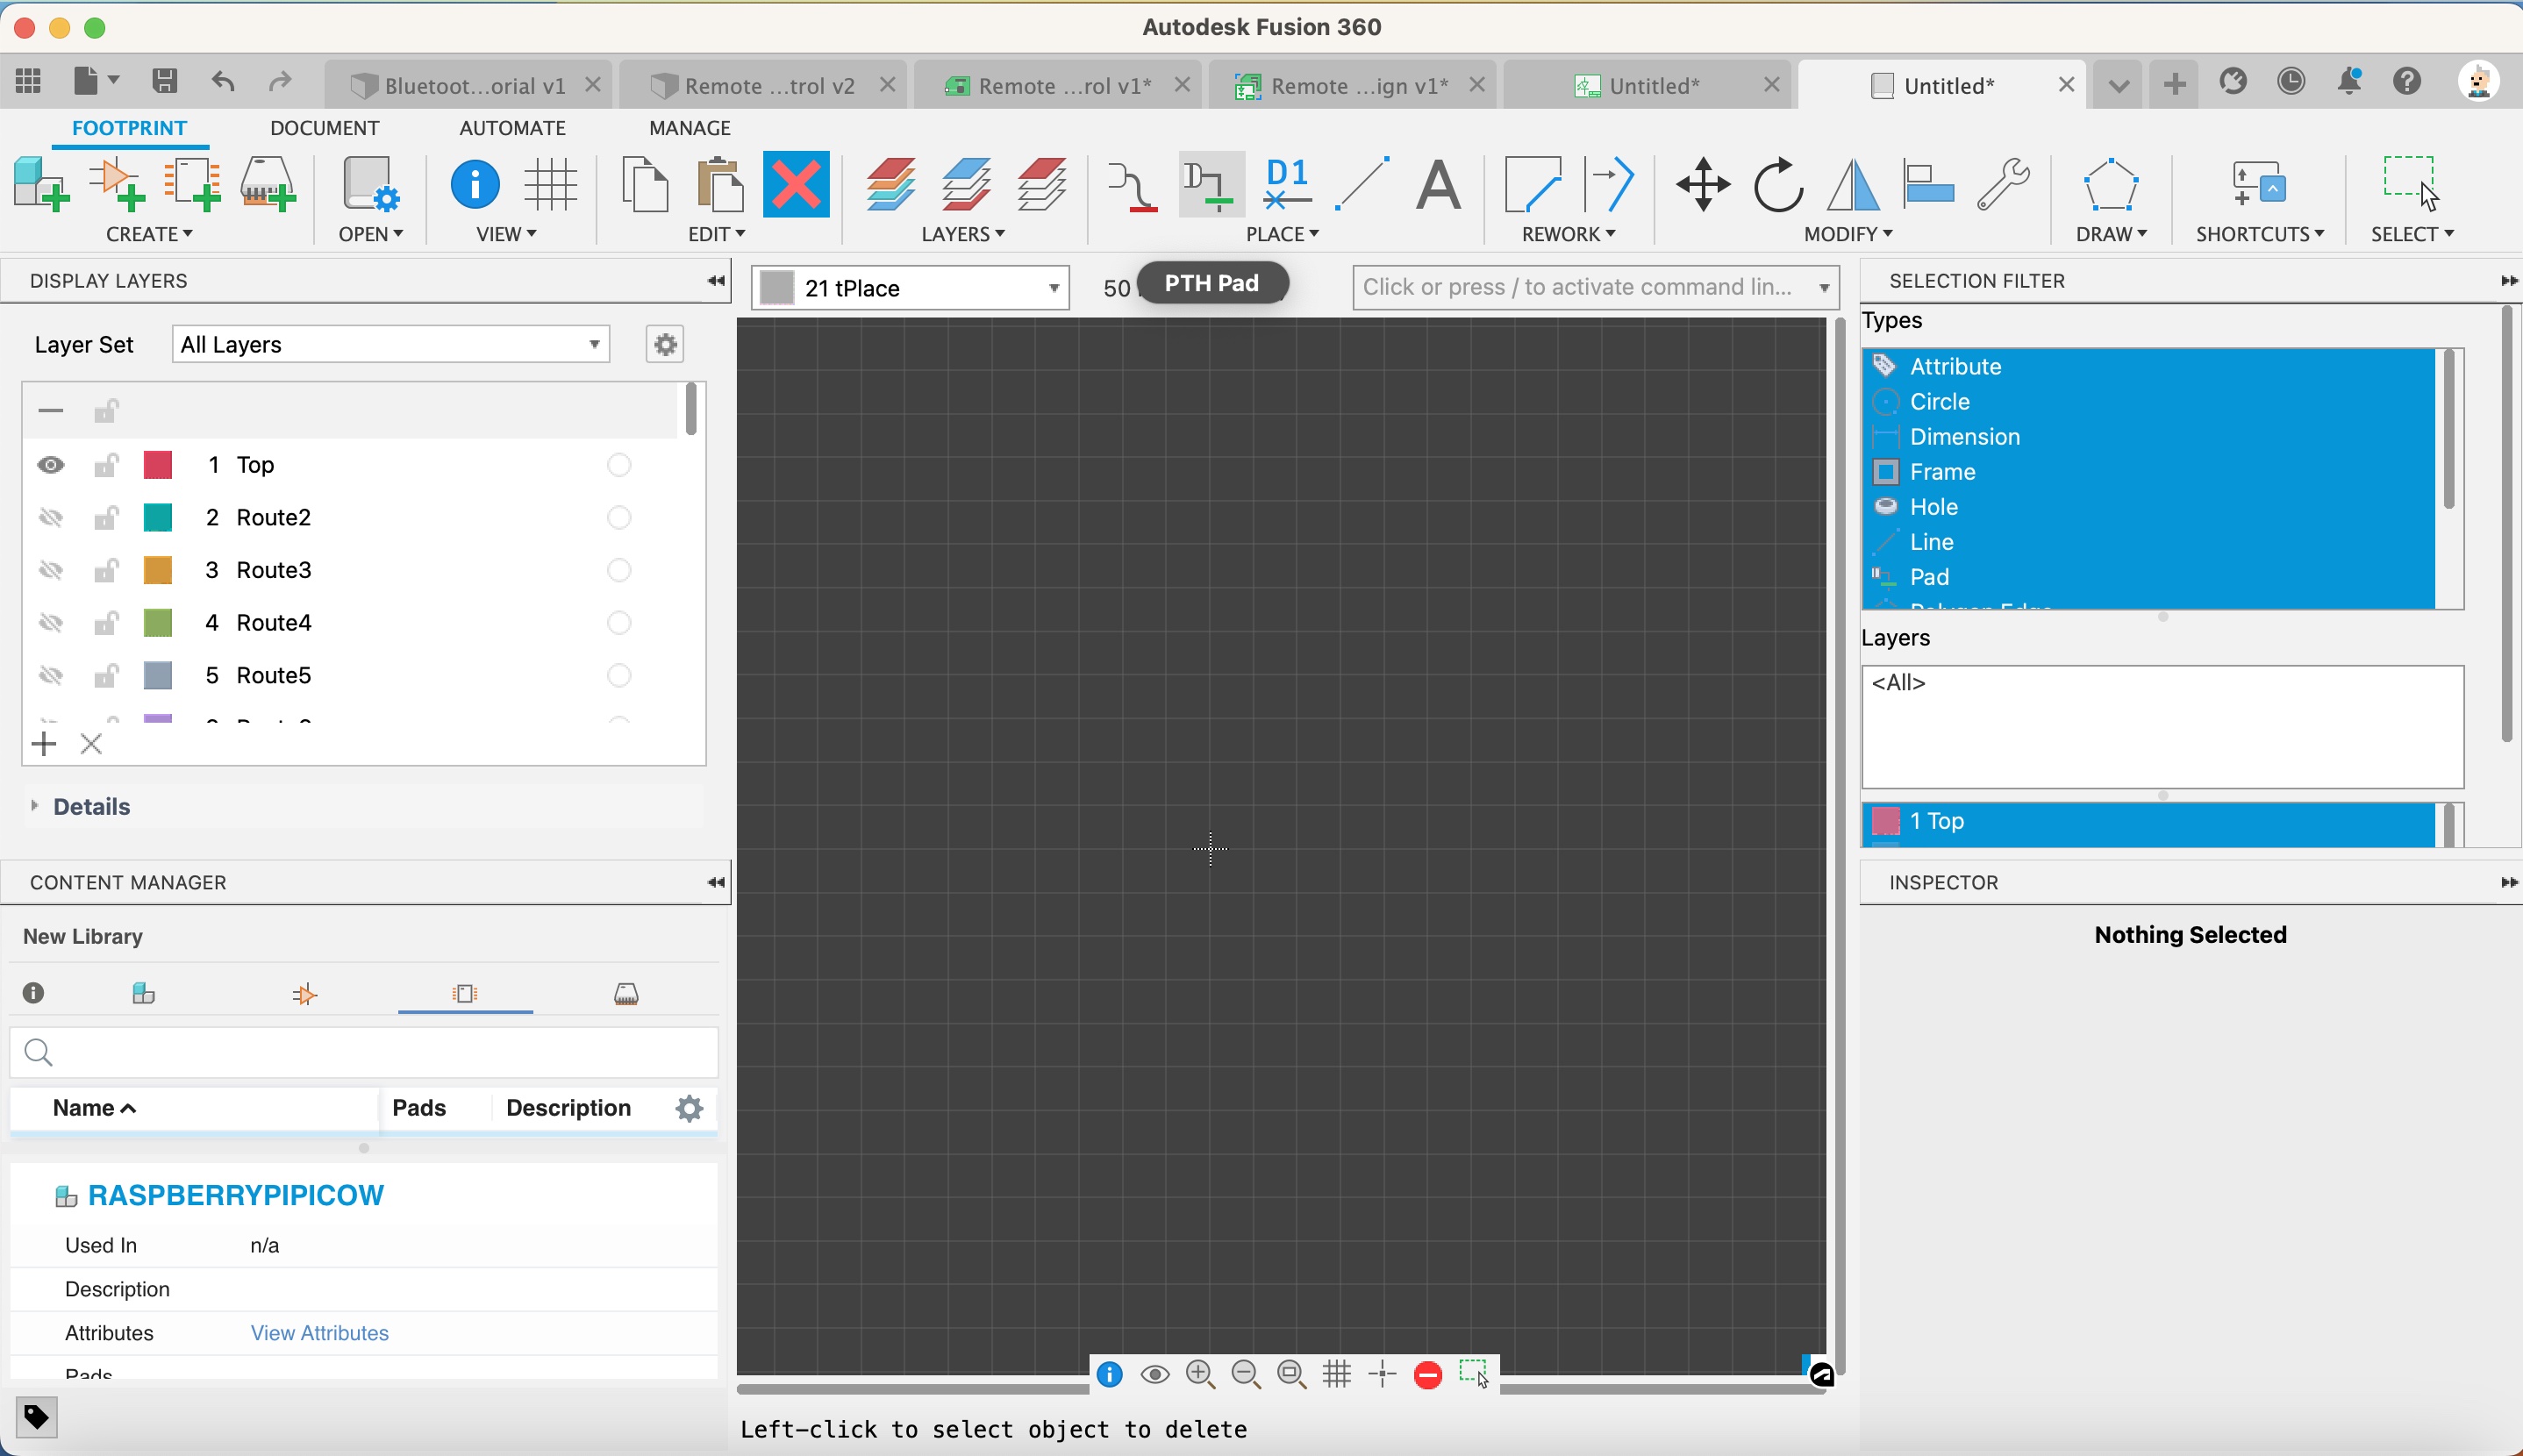 Autodesk Fusion 360
Bluetoot...orial v1
Remote ...trol v2
Remote ...rol v1*
Remote ...ign v1*
Untitled*
Untitled*
FOOTPRINT
DOCUMENT
AUTOMATE
MANAGE
D1
A
CREATE
OPEN
VIEW
EDIT
LAYERS
PLACE
REWORK
MODIFY
DRAW
SHORTCUTS
SELECT
DISPLAY LAYERS
21 tPlace
50
PTH Pad
Click or press / to activate command lin...
SELECTION FILTER
Layer Set
All Layers
1 Top
2 Route2
3 Route3
4 Route4
5 Route5
Details
Types
Attribute
Circle
Dimension
Frame
Hole
Line
Pad
Polygon Edge
Layers
<All>
1 Top
CONTENT MANAGER
New Library
Name
Pads
Description
RASPBERRYPIPICOW
Used In n/a
Description
Attributes View Attributes
Pads
INSPECTOR
Nothing Selected
Left-click to select object to delete